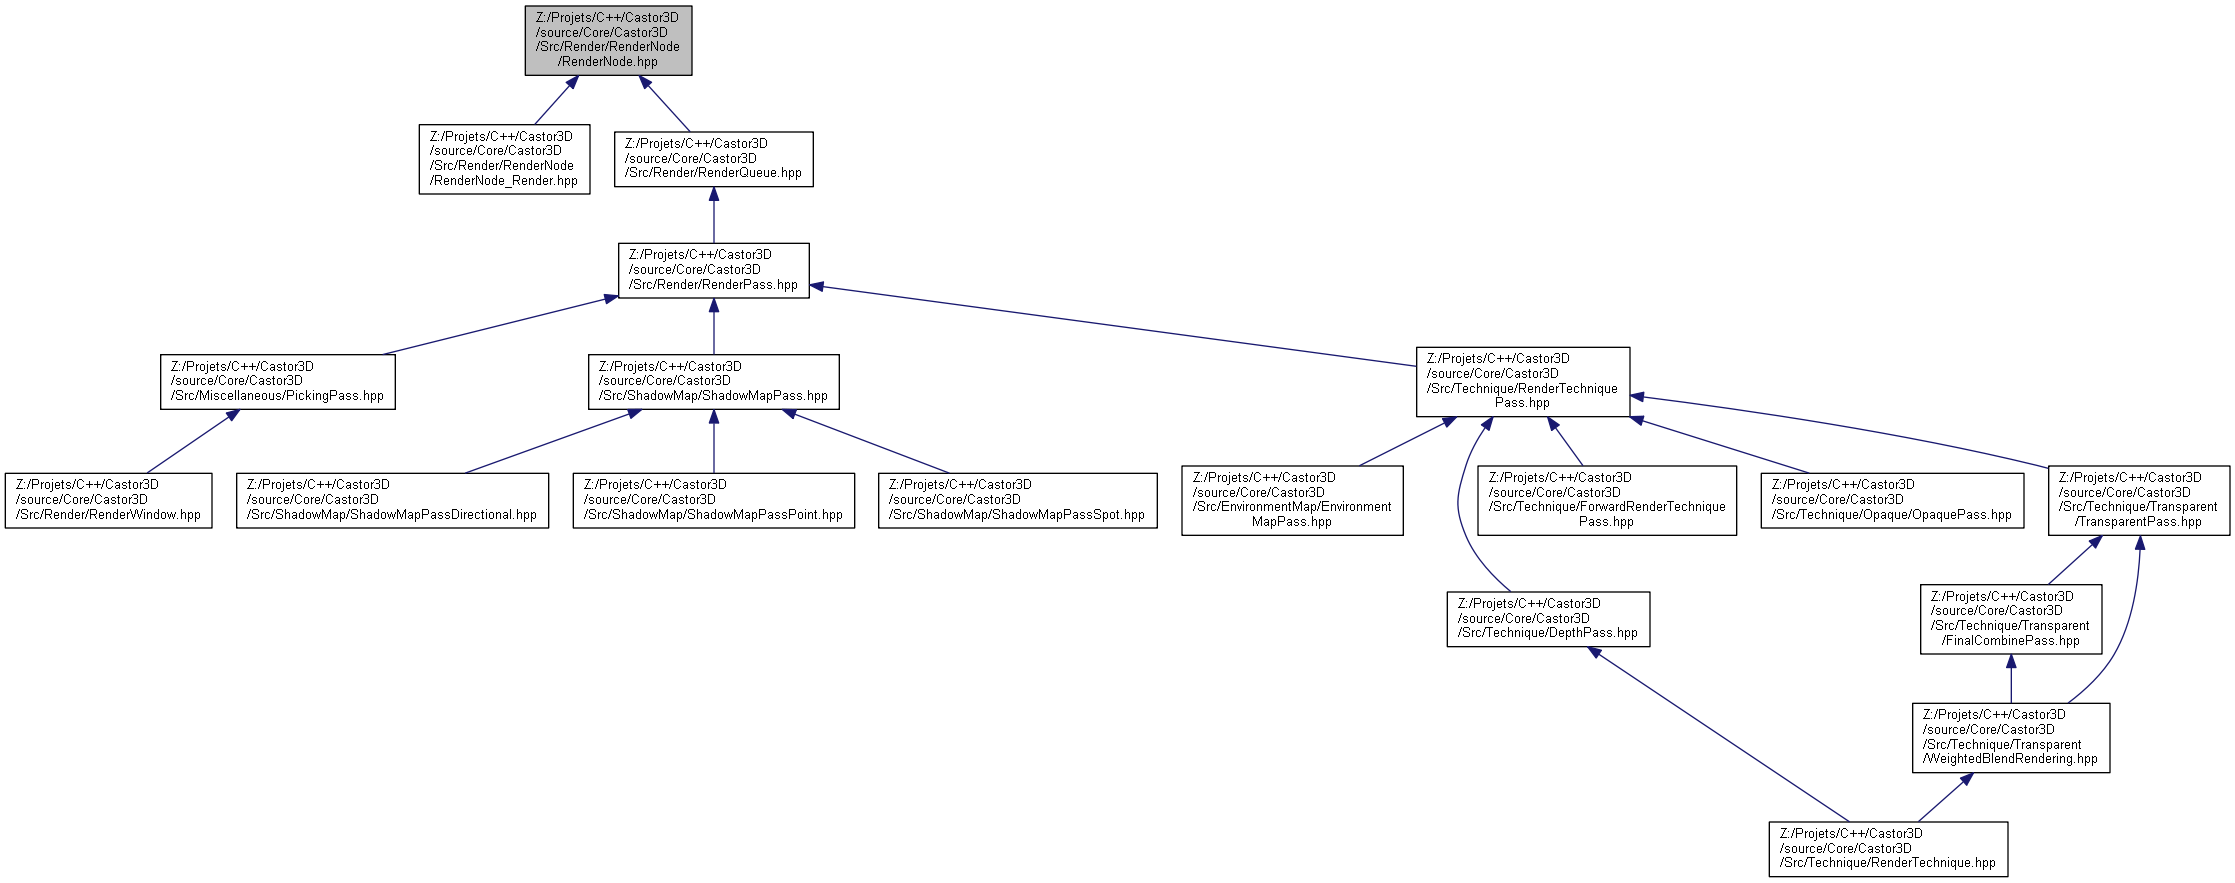 Z:/Projets/C++/Castor3D
/source/Core/Castor3D
/Src/Render/RenderNode
/RenderNode.hpp
Z:/Projets/C++/Castor3D
/source/Core/Castor3D
/Src/Render/RenderNode
/RenderNode_Render.hpp
Z:/Projets/C++/Castor3D
/source/Core/Castor3D
/Src/Render/RenderQueue.hpp
Z:/Projets/C++/Castor3D
/source/Core/Castor3D
/Src/Render/RenderPass.hpp
Z:/Projets/C++/Castor3D
/source/Core/Castor3D
/Src/Miscellaneous/PickingPass.hpp
Z:/Projets/C++/Castor3D
/source/Core/Castor3D
/Src/ShadowMap/ShadowMapPass.hpp
Z:/Projets/C++/Castor3D
/source/Core/Castor3D
/Src/Technique/RenderTechnique
Pass.hpp
Z:/Projets/C++/Castor3D
/source/Core/Castor3D
/Src/Render/RenderWindow.hpp
Z:/Projets/C++/Castor3D
/source/Core/Castor3D
/Src/ShadowMap/ShadowMapPassDirectional.hpp
Z:/Projets/C++/Castor3D
/source/Core/Castor3D
/Src/ShadowMap/ShadowMapPassPoint.hpp
Z:/Projets/C++/Castor3D
/source/Core/Castor3D
/Src/ShadowMap/ShadowMapPassSpot.hpp
Z:/Projets/C++/Castor3D
/source/Core/Castor3D
/Src/EnvironmentMap/Environment
MapPass.hpp
Z:/Projets/C++/Castor3D
/source/Core/Castor3D
/Src/Technique/ForwardRenderTechnique
Pass.hpp
Z:/Projets/C++/Castor3D
/source/Core/Castor3D
/Src/Technique/Opaque/OpaquePass.hpp
Z:/Projets/C++/Castor3D
/source/Core/Castor3D
/Src/Technique/Transparent
/TransparentPass.hpp
Z:/Projets/C++/Castor3D
/source/Core/Castor3D
/Src/Technique/DepthPass.hpp
Z:/Projets/C++/Castor3D
/source/Core/Castor3D
/Src/Technique/Transparent
/FinalCombinePass.hpp
Z:/Projets/C++/Castor3D
/source/Core/Castor3D
/Src/Technique/Transparent
/WeightedBlendRendering.hpp
Z:/Projets/C++/Castor3D
/source/Core/Castor3D
/Src/Technique/RenderTechnique.hpp